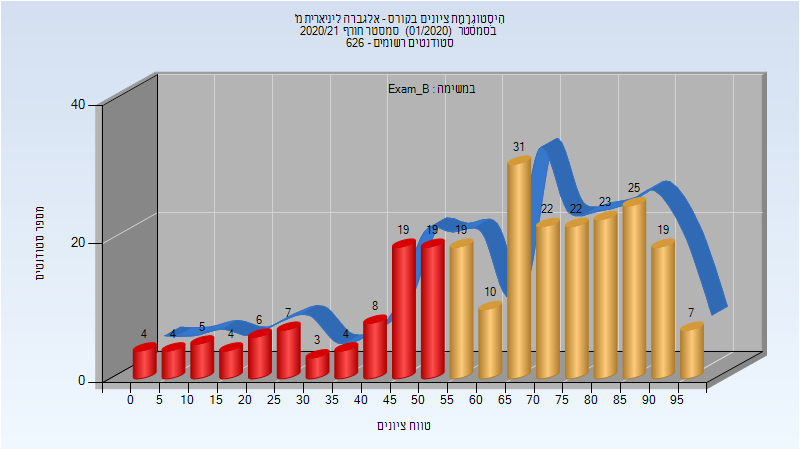 היסטוגרמת ציונים בקורס - אלגברה ליניארית מ'
בסמסטר (01/2020) סמסטר חורף 2020/21
סטודנטים רשומים - 626
במשימה : Exam_B
מספר סטודנטים
40
20
0
4 4 5 4 6 7 3 4 8 19 19 19 10 31 22 22 23 25 19 7
0 5 10 15 20 25 30 35 40 45 50 55 60 65 70 75 80 85 90 95
טווח ציונים